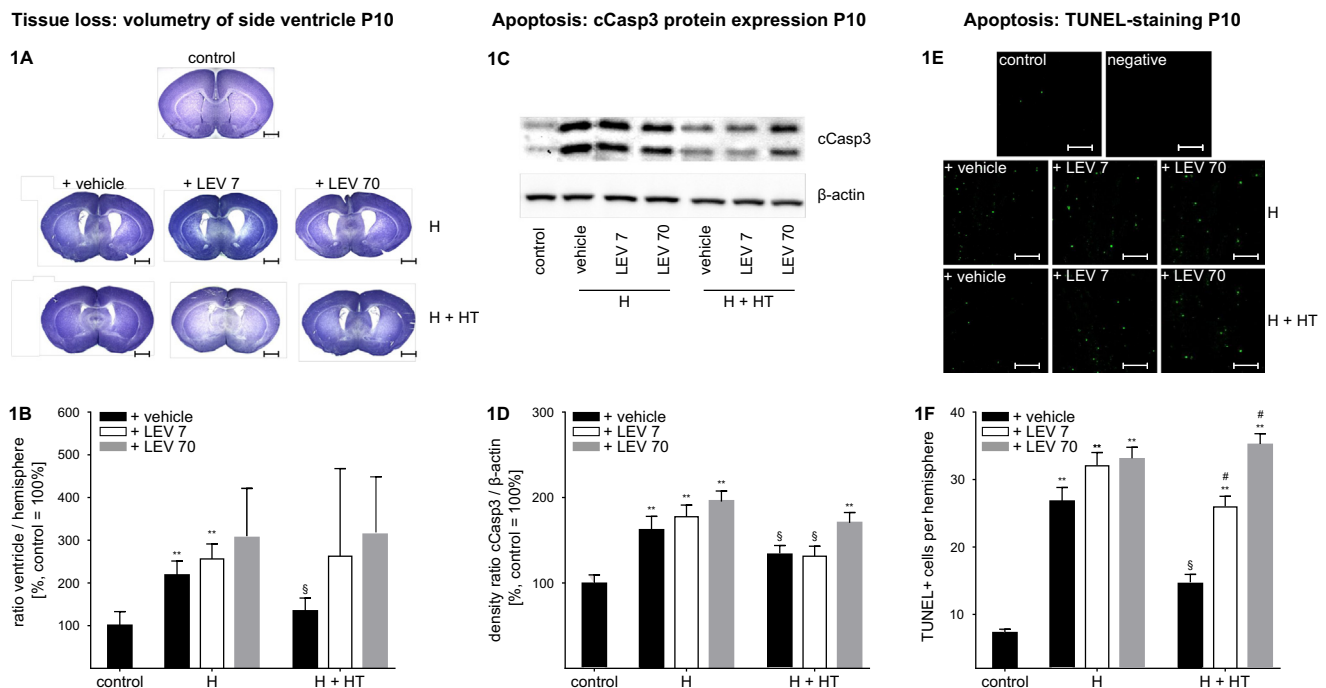 Tissue loss: volumetry of side ventricle P10
1A
control
+ vehicle
+ LEV 7
+ LEV 70
H
H + HT
1B
ratio ventricle / hemisphere
[%, control = 100%]
600
500
400
300
200
100
+ vehicle
+ LEV 7
+ LEV 70
**
**
§
control
H
H + HT
Apoptosis: cCasp3 protein expression P10
1C
cCasp3
β-actin
control
vehicle
LEV 7
LEV 70
vehicle
LEV 7
LEV 70
H
H + HT
1D
density ratio cCasp3 / β-actin
[%, control = 100%]
300
200
100
+ vehicle
+ LEV 7
+ LEV 70
**
**
**
§
§
**
control
H
H + HT
Apoptosis: TUNEL-staining P10
1E
control
negative
+ vehicle
+ LEV 7
+ LEV 70
H
+ vehicle
+ LEV 7
+ LEV 70
H + HT
1F
TUNEL+ cells per hemisphere
40
30
20
10
+ vehicle
+ LEV 7
+ LEV 70
**
**
**
§
#
**
#
**
control
H
H + HT